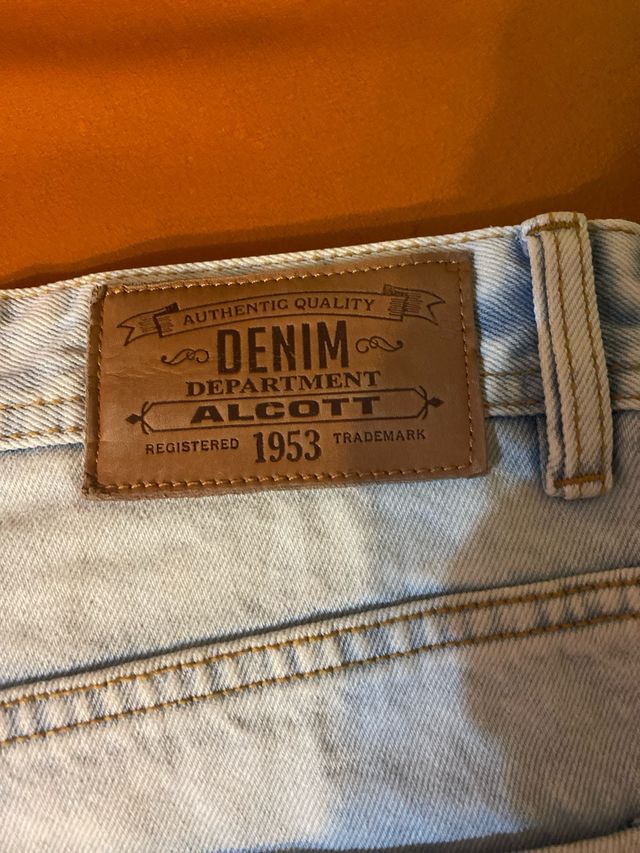 AUTHENTIC QUALITY
DENIM
DEPARTMENT
ALCOTT
REGISTERED 1953 TRADEMARK